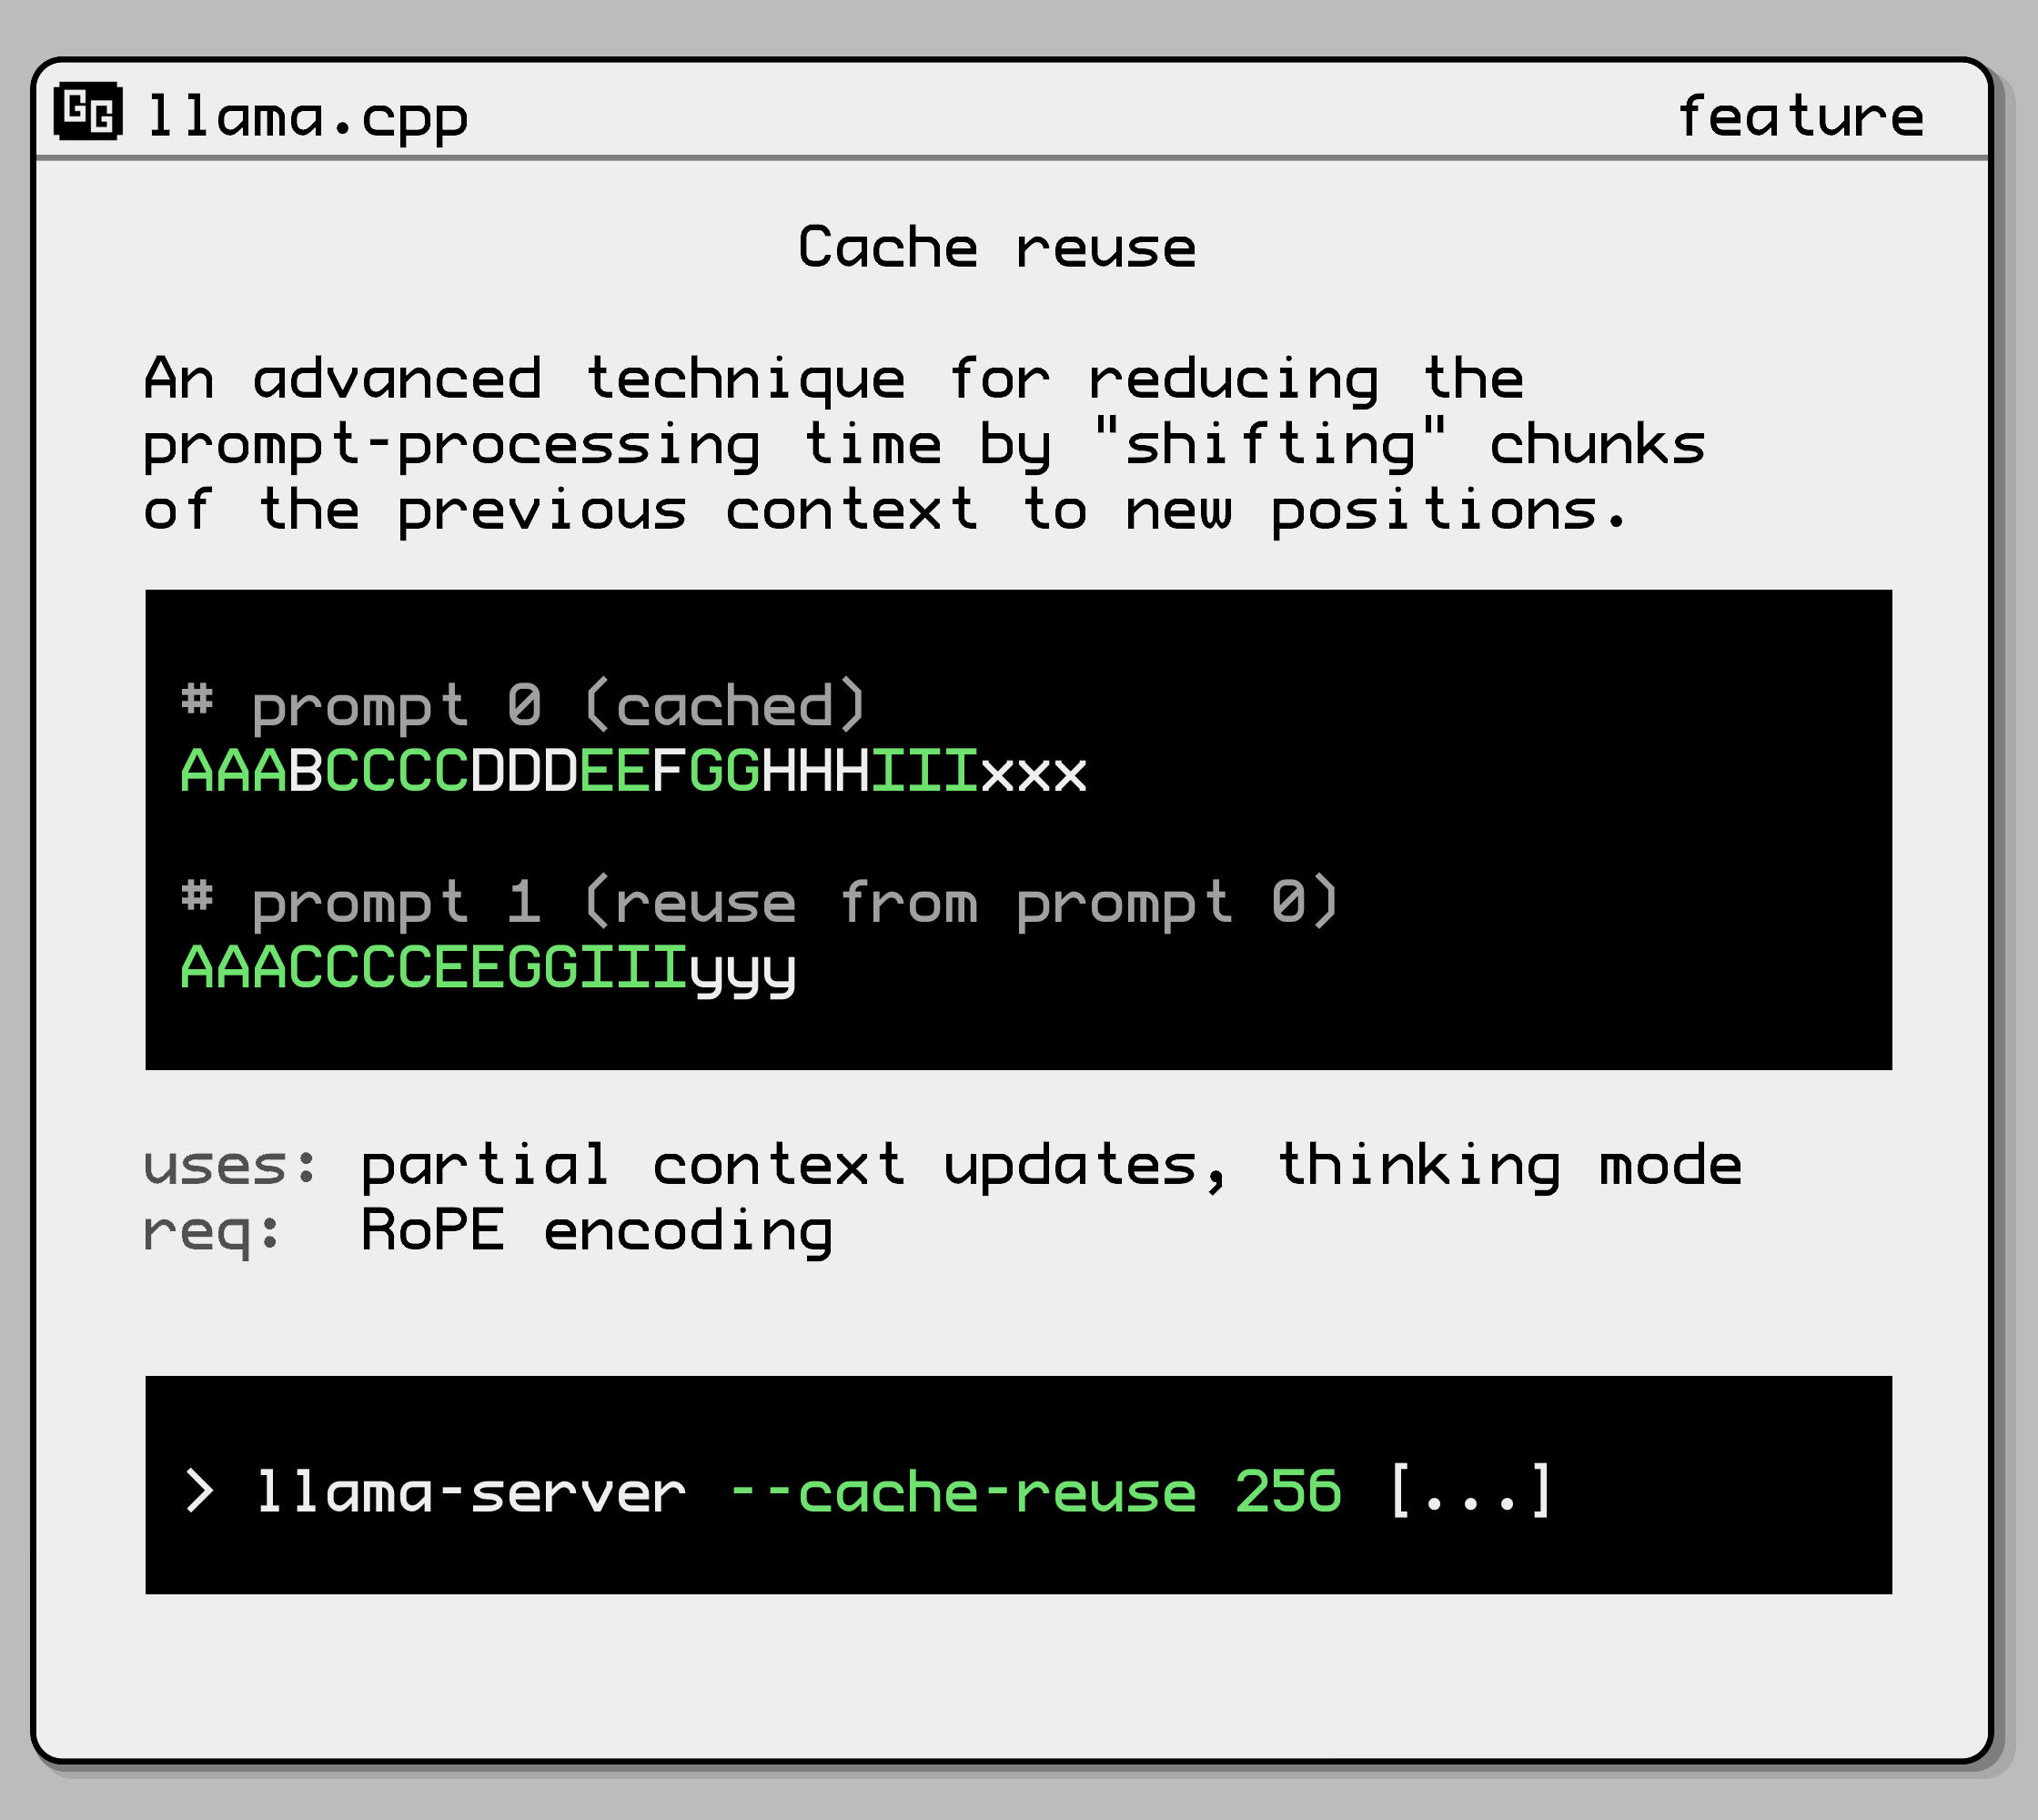 GG llama.cpp feature
Cache reuse
An advanced technique for reducing the
prompt-processing time by "shifting" chunks
of the previous context to new positions.
# prompt 0 (cached)
AAABCCCCDDDEEFGGHHHIIIxxx
# prompt 1 (reuse from prompt 0)
AAACCCCEEGGIIIyyy
uses: partial context updates, thinking mode
req: RoPE encoding
> llama-server --cache-reuse 256 [...]